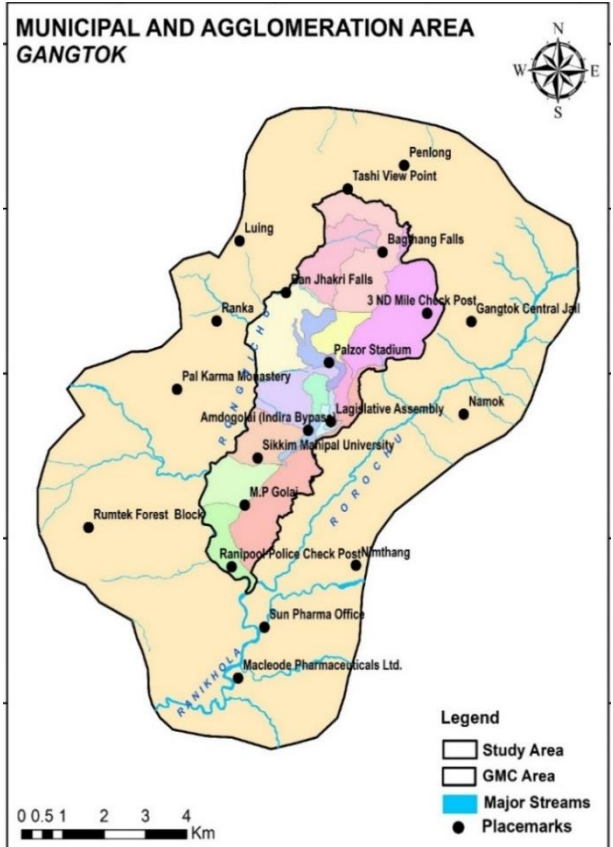 MUNICIPAL AND AGGLOMERATION AREA
GANGTOK
N
W E
S
Penlong
Tashi View Point
Luing
Bagthang Falls
Ban Jhakri Falls
3 ND Mile Check Post
Ranka
Gangtok Central Jail
Palzor Stadium
Pal Karma Monastery
RONGNICHU
Namok
Lagislative Assembly
Amdogolai (Indira Bypass)
Sikkim Manipal University
ROROCHU
M.P Golai
Rumtek Forest Block
Ranipool Police Check Post
Nimthang
Sun Pharma Office
RANIKHOLA
Macleode Pharmaceuticals Ltd.
Legend
Study Area
GMC Area
Major Streams
Placemarks
0 0.5 1 2 3 4
Km